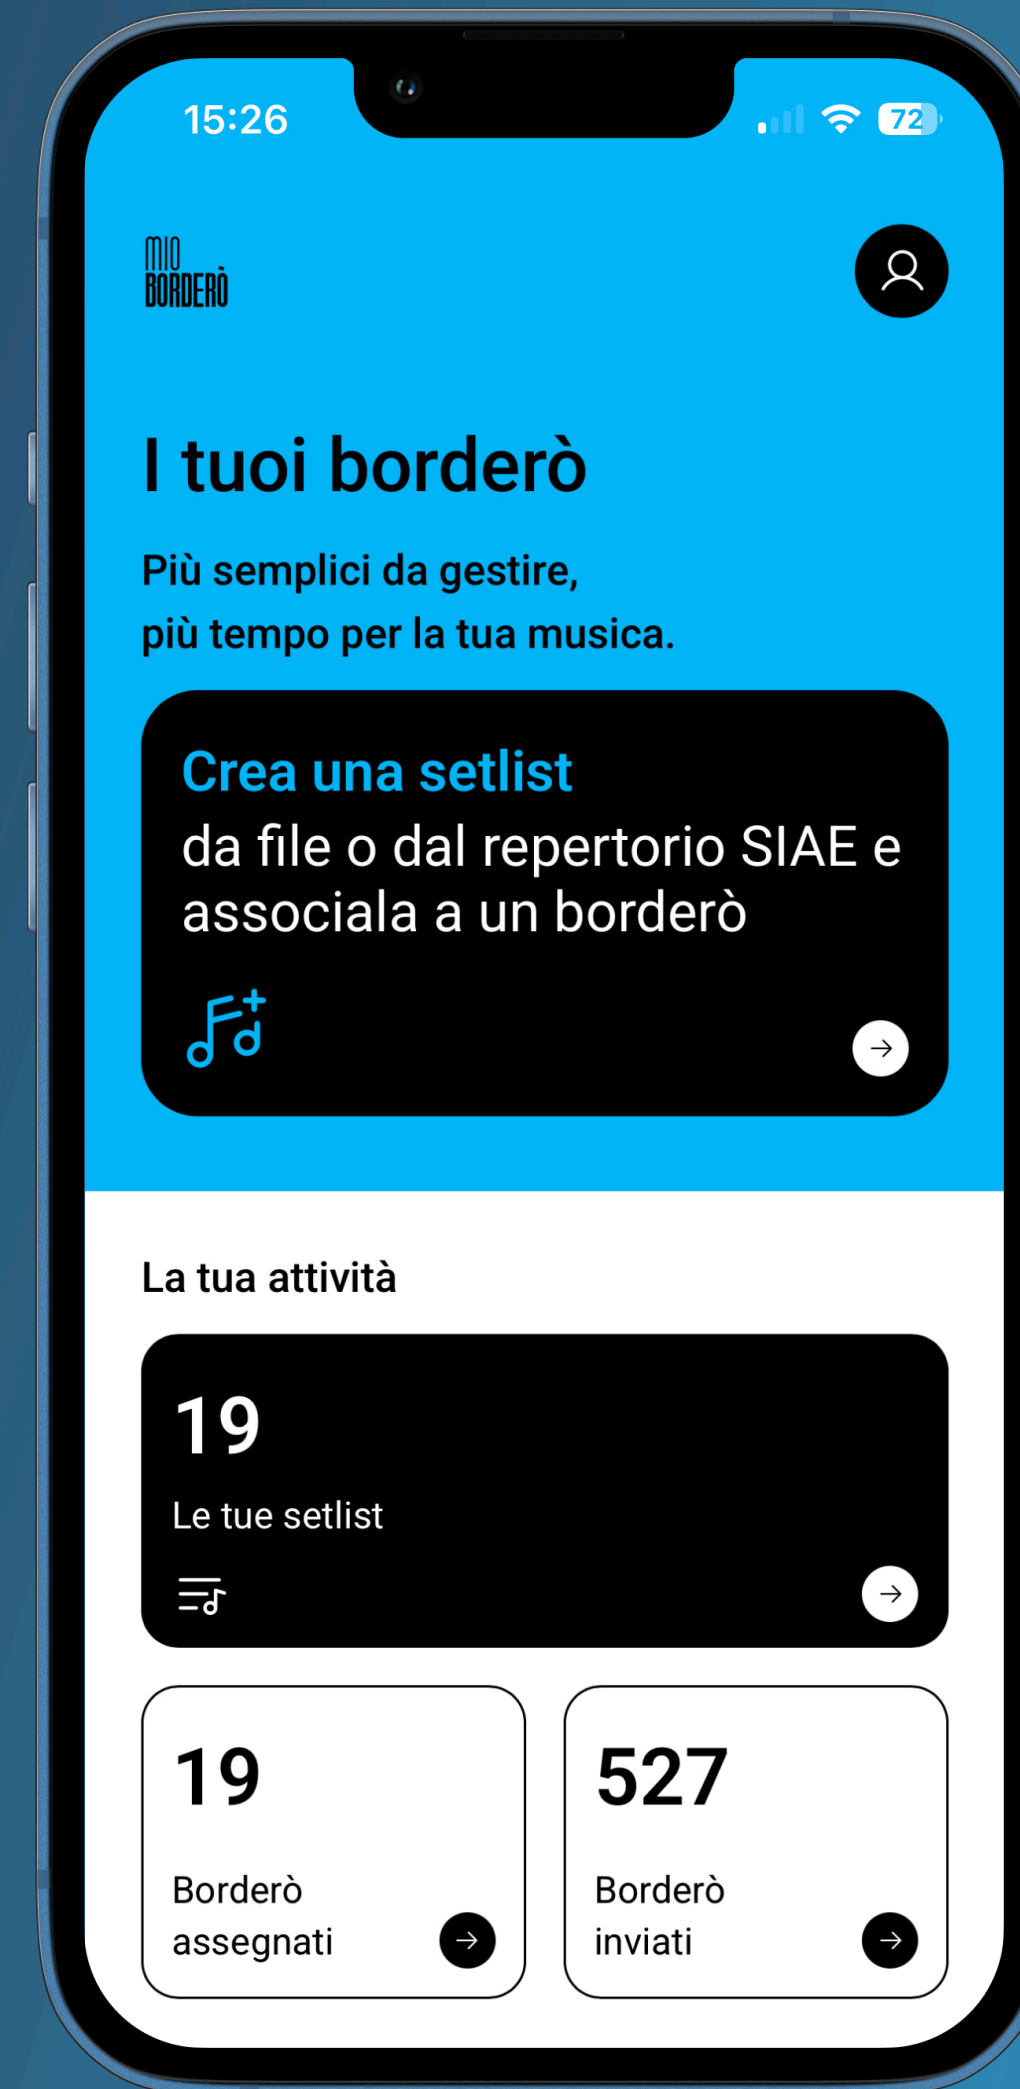 15:26
72
MIO
BORDERÒ
I tuoi borderò
Più semplici da gestire,
più tempo per la tua musica.
Crea una setlist
da file o dal repertorio SIAE e
associala a un borderò
La tua attività
19
Le tue setlist
19
Borderò
assegnati
527
Borderò
inviati